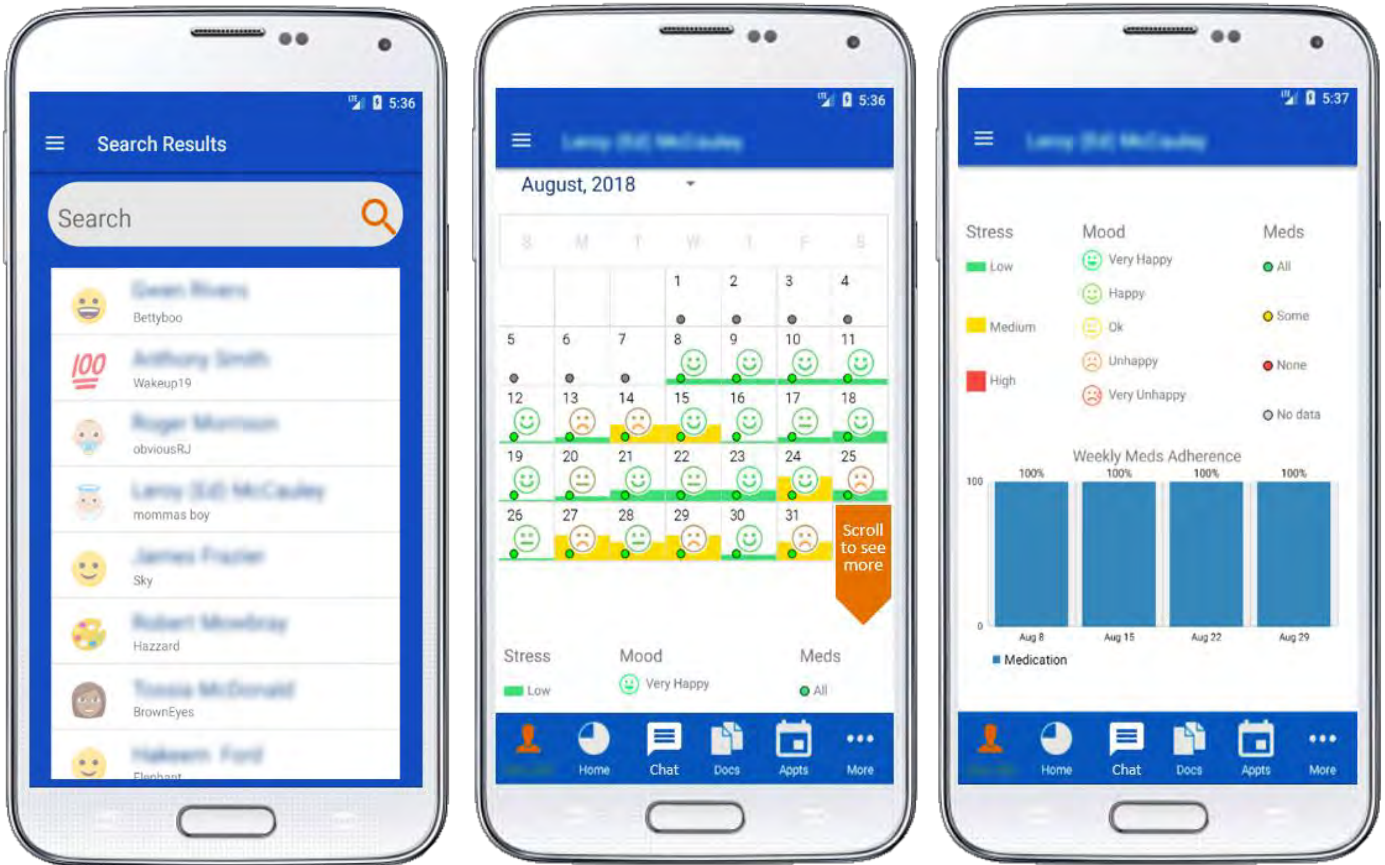 5:36
Search Results
Search
Bettyboo
100
Wakeup19
obviousRJ
mommas boy
Sky
Hazzard
BrownEyes
Elephant
LTE 5:36
August, 2018
S M T W T F S
1 2 3 4
5 6 7 8 9 10 11
12 13 14 15 16 17 18
19 20 21 22 23 24 25
26 27 28 29 30 31
Scroll
to see
more
Stress Mood Meds
Low Very Happy All
Home Chat Docs Appts More
5:37
Stress Mood Meds
Low Very Happy All
Happy
Medium Ok Some
Unhappy
High Very Unhappy None
No data
Weekly Meds Adherence
100 100% 100% 100% 100%
0
Aug 8 Aug 15 Aug 22 Aug 29
Medication
Home Chat Docs Appts More